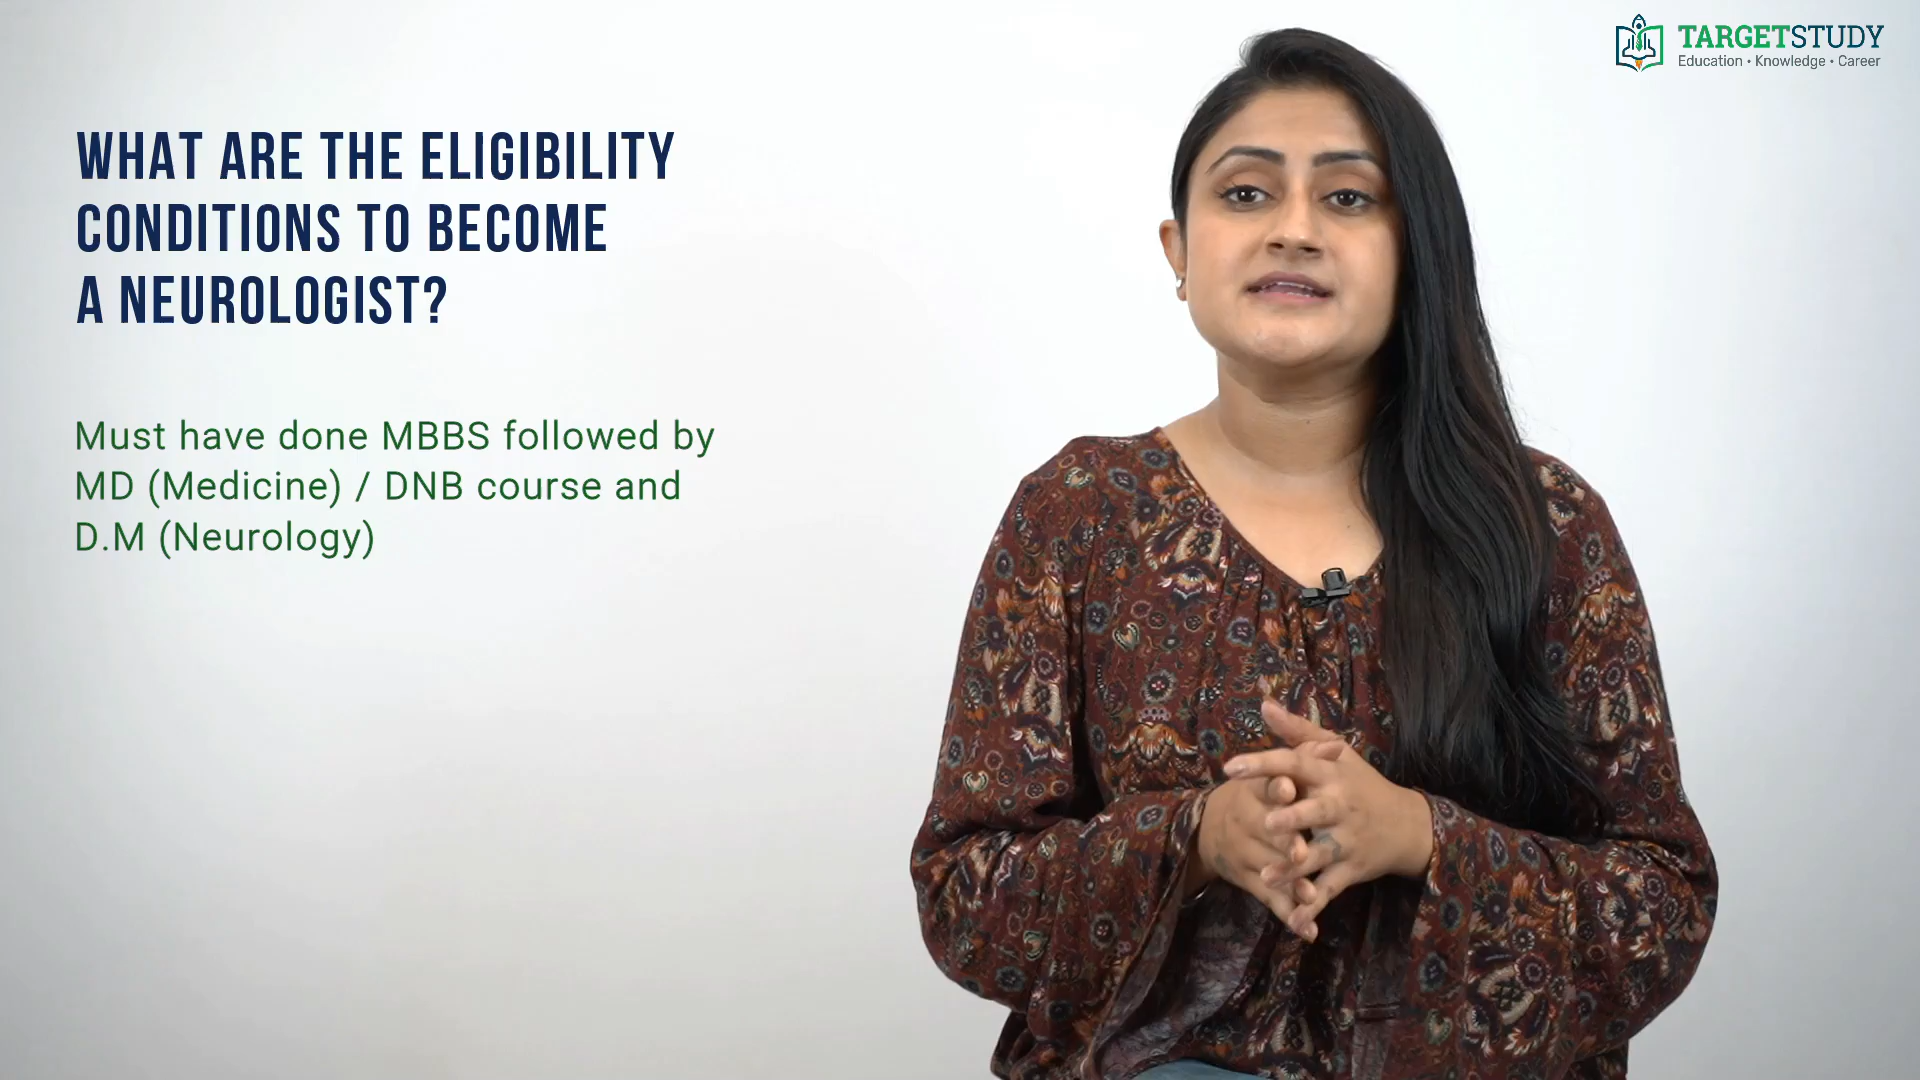 TARGETSTUDY
Education • Knowledge • Career
WHAT ARE THE ELIGIBILITY
CONDITIONS TO BECOME
A NEUROLOGIST?
Must have done MBBS followed by
MD (Medicine) / DNB course and
D.M (Neurology)